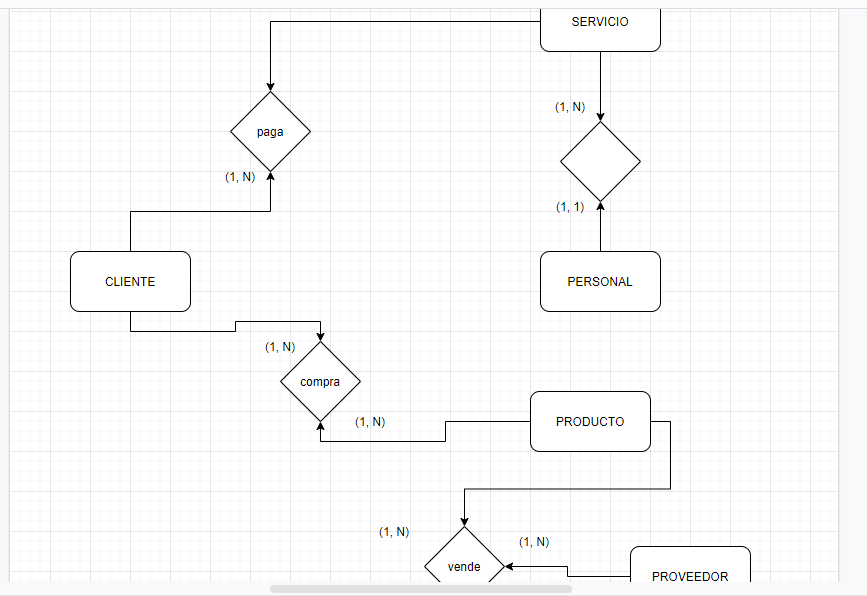 SERVICIO
(1, N)
paga
(1, N)
(1, 1)
CLIENTE
PERSONAL
(1, N)
compra
(1, N)
PRODUCTO
(1, N)
(1, N)
vende
PROVEEDOR